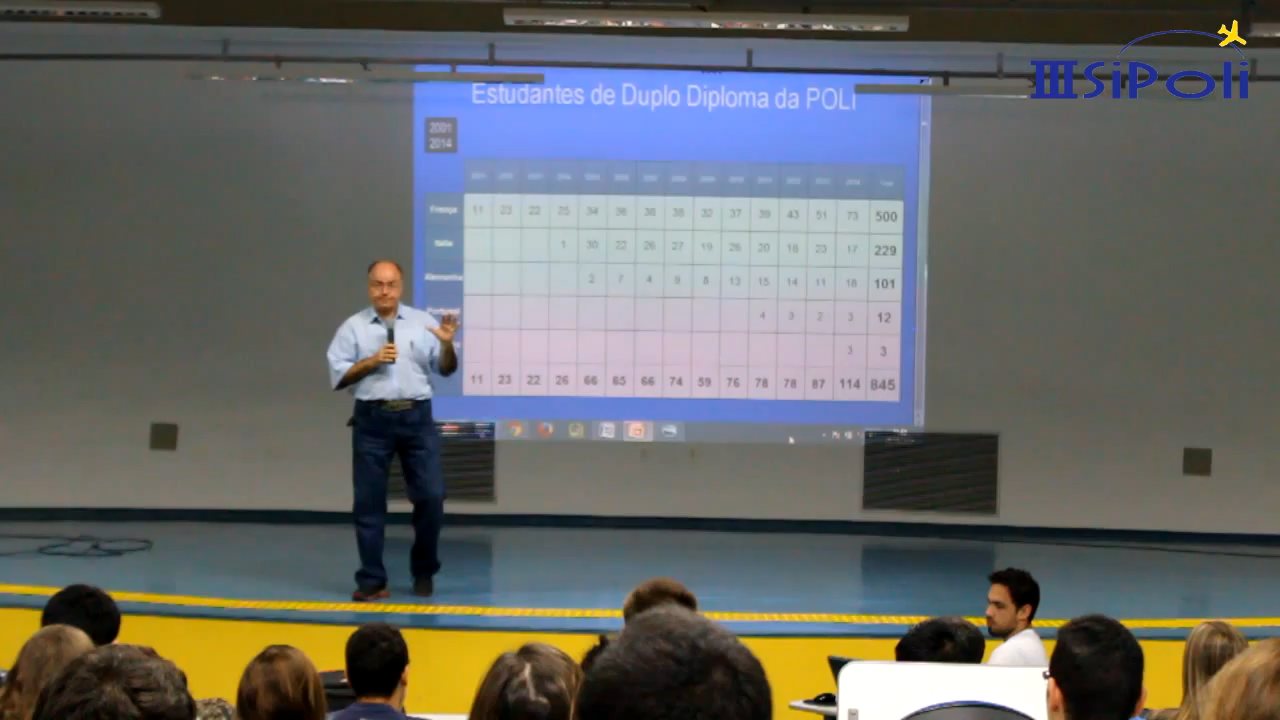 IIISiPoli
Estudantes de Duplo Diploma da POLI
2001
2014
França 11 23 22 25 34 36 36 38 32 37 39 43 51 73 500
Itália 1 30 22 26 27 19 26 20 18 23 17 229
Alemanha 2 7 4 9 8 13 15 14 11 18 101
4 3 2 3 12
3 3
11 23 22 26 66 65 66 74 59 76 78 78 87 114 845